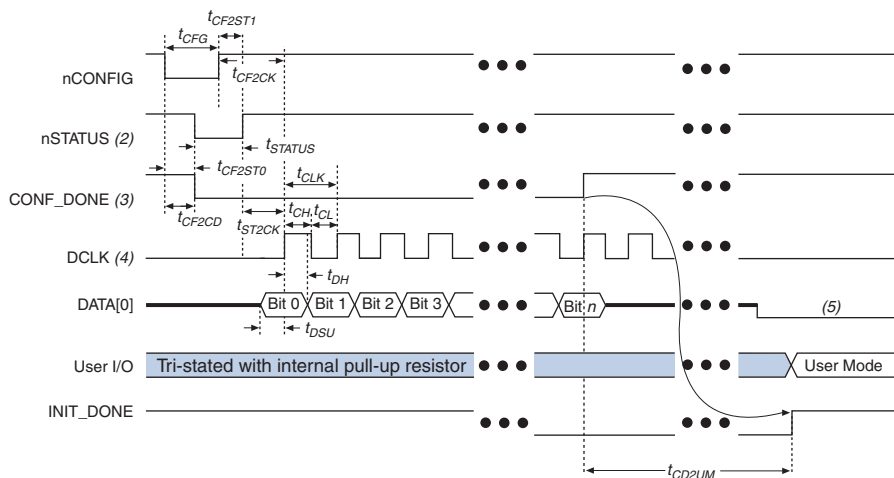 tCF2ST1
tCFG
nCONFIG
tCF2CK
nSTATUS (2)
tSTATUS
tCF2ST0
tCLK
CONF_DONE (3)
tCF2CD
tST2CK
tCH
tCL
DCLK (4)
tDH
DATA[0]
Bit 0
Bit 1
Bit 2
Bit 3
Bit n
(5)
tDSU
User I/O
Tri-stated with internal pull-up resistor
User Mode
INIT_DONE
tCD2UM